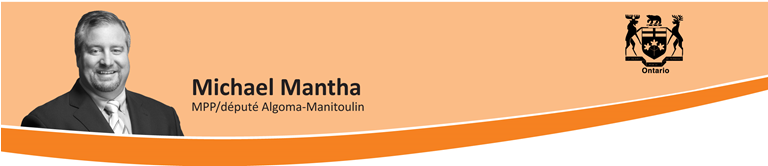 Michael Mantha
MPP/député Algoma-Manitoulin
Ontario